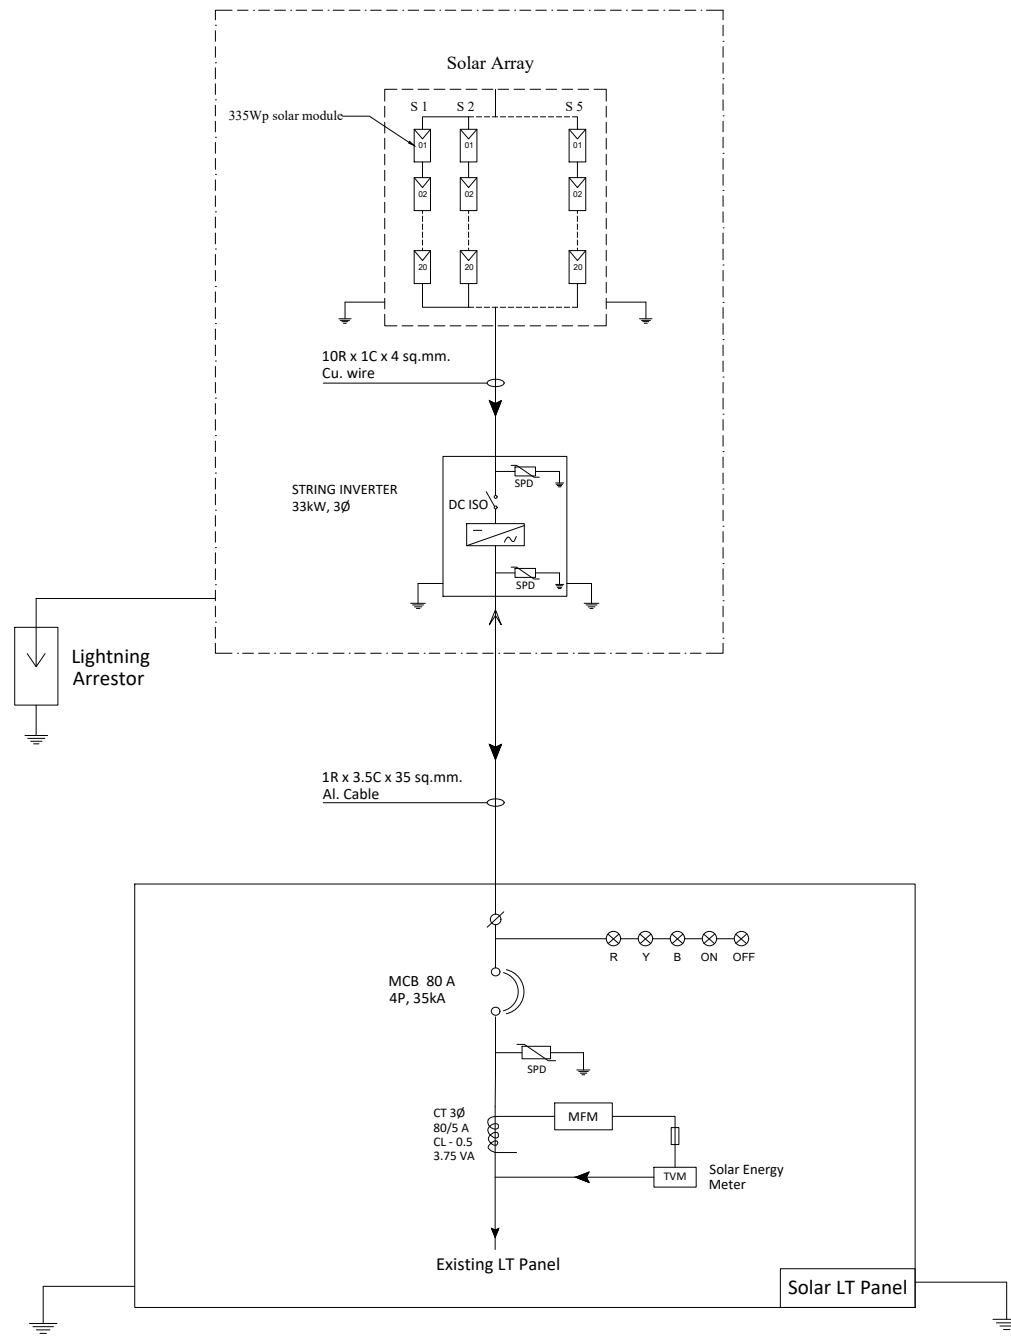 Solar Array
S 1 S 2 S 5
335Wp solar module
01 01 01
02 02 02
20 20 20
10R x 1C x 4 sq.mm.
Cu. wire
STRING INVERTER
33kW, 3Ø
SPD
DC ISO
SPD
Lightning
Arrestor
1R x 3.5C x 35 sq.mm.
Al. Cable
R Y B ON OFF
MCB 80 A
4P, 35kA
SPD
CT 3Ø
80/5 A
CL - 0.5
3.75 VA
MFM
TVM
Solar Energy
Meter
Existing LT Panel
Solar LT Panel